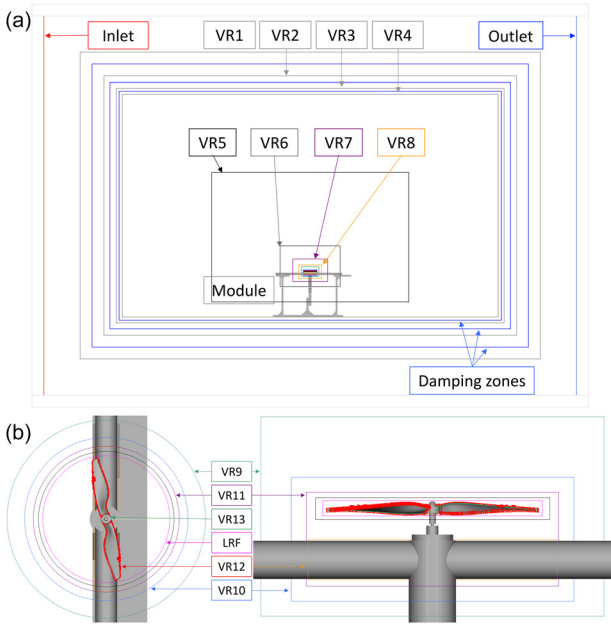 (a)
Inlet
VR1
VR2
VR3
VR4
Outlet
VR5
VR6
VR7
VR8
Module
Damping zones
(b)
VR9
VR11
VR13
LRF
VR12
VR10